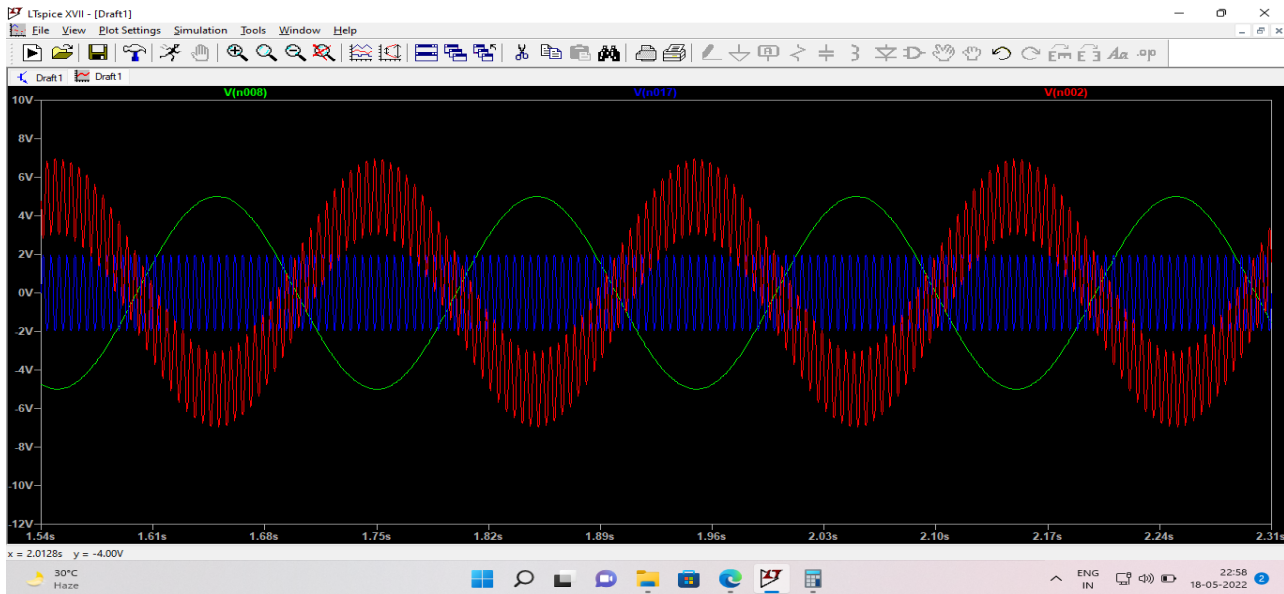 LTspice XVII - [Draft1]
File View Plot Settings Simulation Tools Window Help
Draft1 Draft1
V(n008) V(n017) V(n002)
10V
8V
6V
4V
2V
0V
-2V
-4V
-6V
-8V
-10V
-12V
1.54s 1.61s 1.68s 1.75s 1.82s 1.89s 1.96s 2.03s 2.10s 2.17s 2.24s 2.31s
x = 2.0128s y = -4.00V
30°C
Haze
ENG
IN
22:58
18-05-2022
2